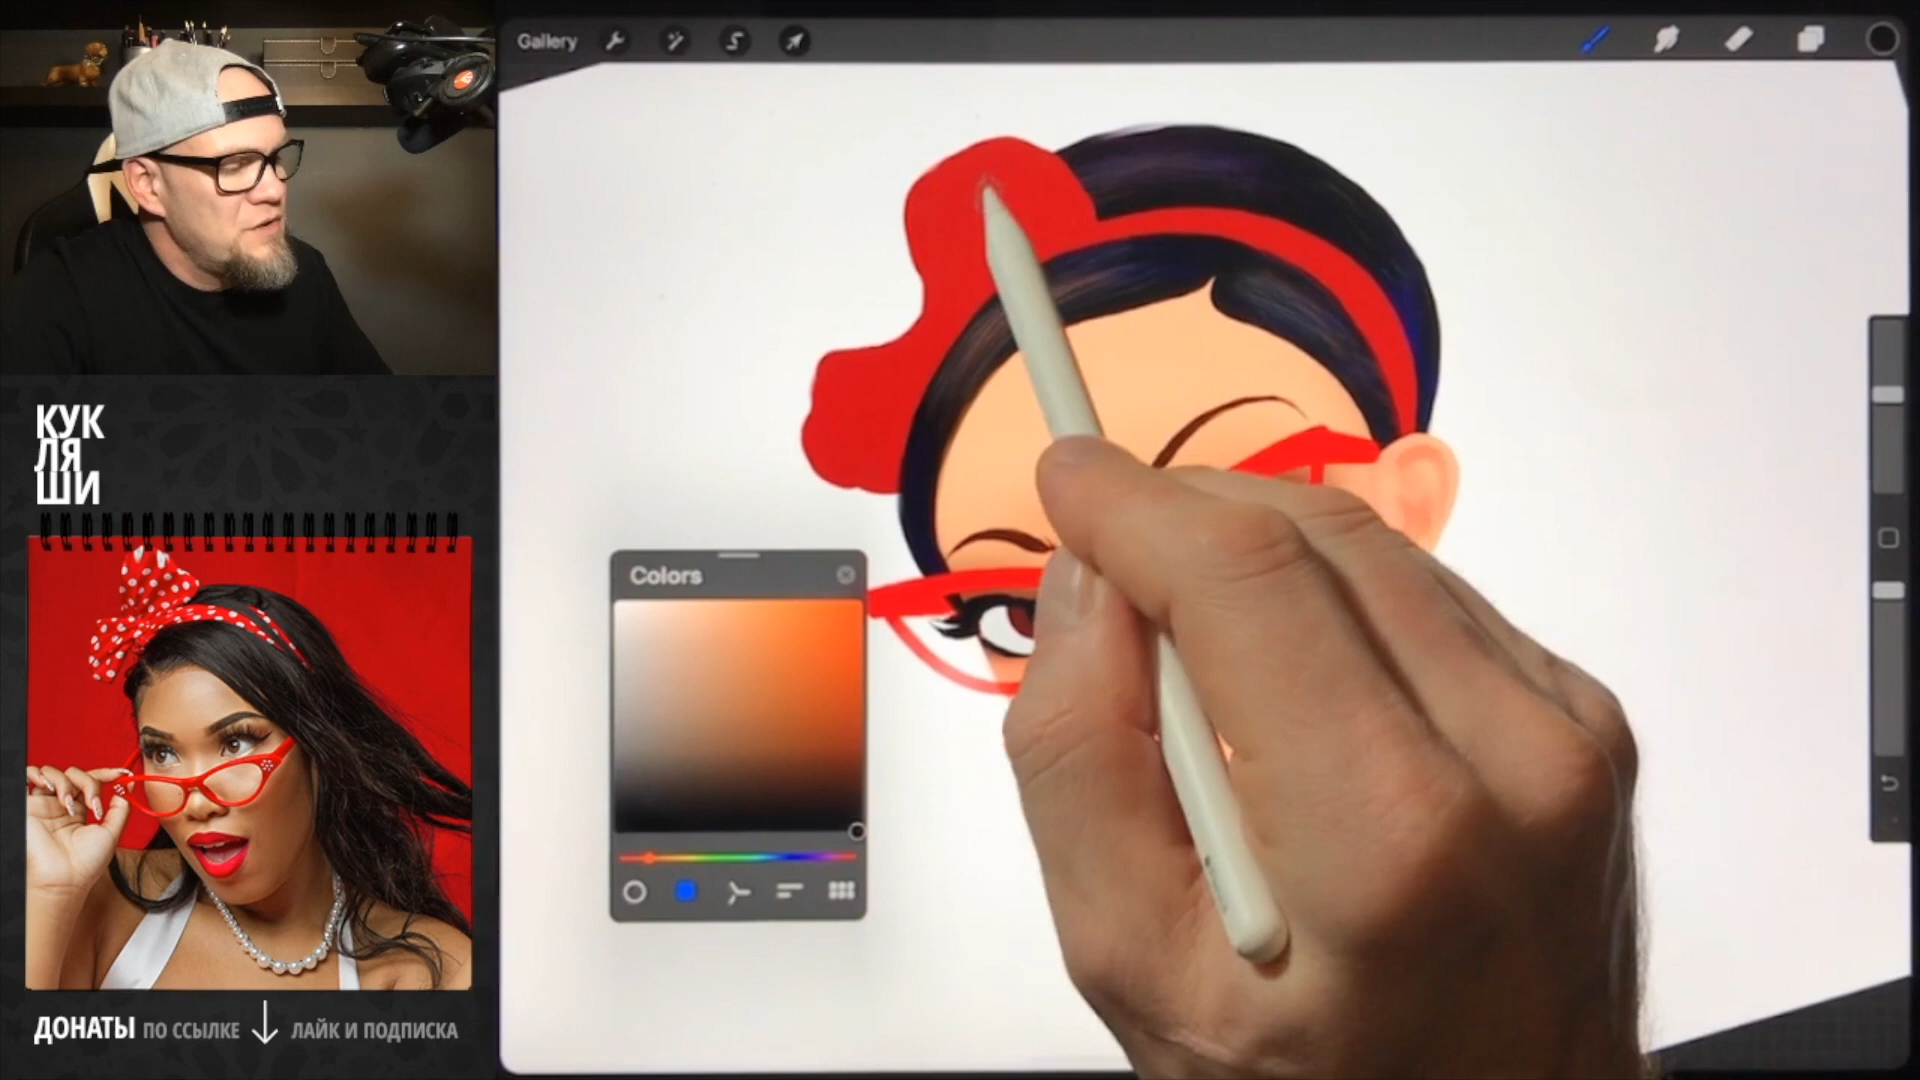 Gallery
КУК
ЛЯ
ШИ
Colors
ДОНАТЫ ПО ССЫЛКЕ ЛАЙК И ПОДПИСКА